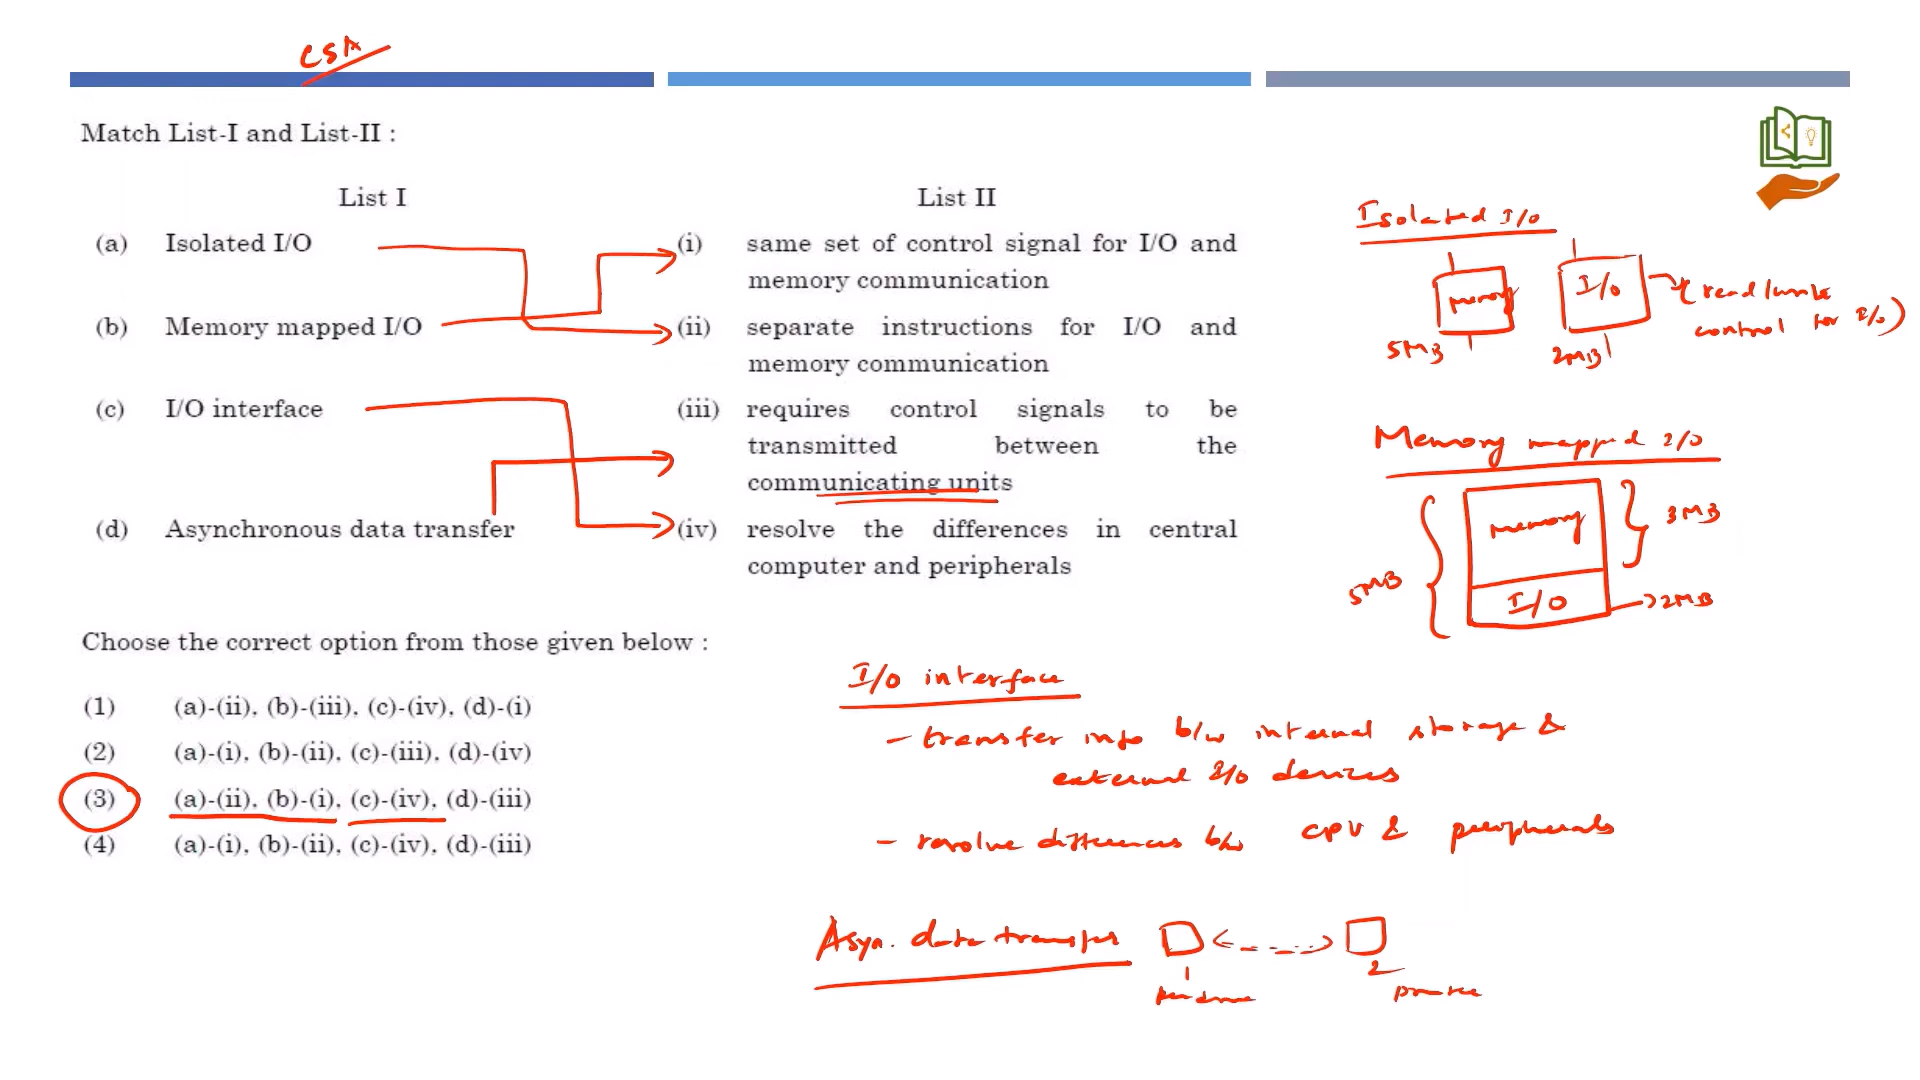 CSA
Match List-I and List-II :
List I List II
(a) Isolated I/O (i) same set of control signal for I/O and
memory communication
(b) Memory mapped I/O (ii) separate instructions for I/O and
memory communication
(c) I/O interface (iii) requires control signals to be
transmitted between the
communicating units
(d) Asynchronous data transfer (iv) resolve the differences in central
computer and peripherals
Choose the correct option from those given below :
(1) (a)-(ii), (b)-(iii), (c)-(iv), (d)-(i)
(2) (a)-(i), (b)-(ii), (c)-(iii), (d)-(iv)
(3) (a)-(ii), (b)-(i), (c)-(iv), (d)-(iii)
(4) (a)-(i), (b)-(ii), (c)-(iv), (d)-(iii)
Isolated I/O
memory I/O
(read/write
control for I/O)
5MB 2MB
Memory mapped I/O
memory 3MB
5MB
I/O 2MB
I/O interface
- transfer info b/w internal storage &
external I/O devices
- resolve differences b/w CPU & peripherals
Asyn. data transfer
1 2